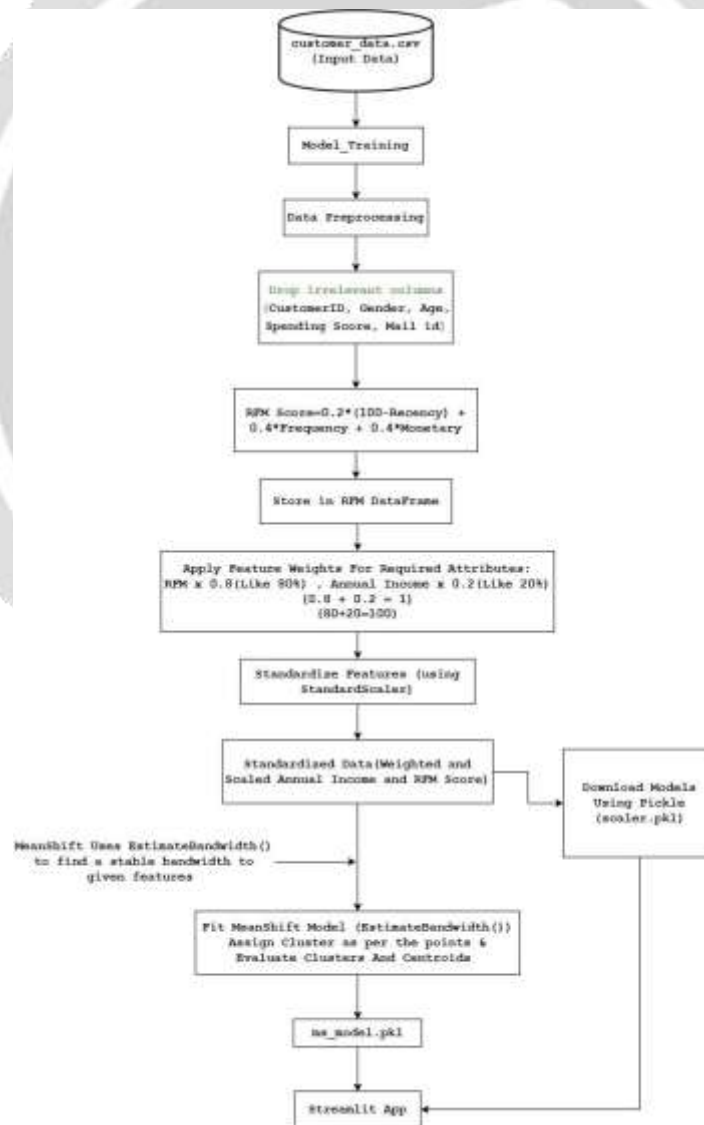 customer_data.csv
(Input Data)
Model_Training
Data Preprocessing
Drop irrelevant columns
(CustomerID, Gender, Age,
Spending Score, Mail id)
RFM Score=0.2*(100-Recency) +
0.4*Frequency + 0.4*Monetary
Store in RFM DataFrame
Apply Feature Weights For Required Attributes:
RFM x 0.8(Like 80%) , Annual Income x 0.2(Like 20%)
(0.8 + 0.2 = 1)
(80+20=100)
Standardize Features (using
StandardScaler)
Standardized Data(Weighted and
Scaled Annual Income and RFM Score)
Download Models
Using Pickle
(scaler.pkl)
MeanShift Uses EstimateBandwidth()
to find a stable bandwidth to
given features
Fit MeanShift Model (EstimateBandwidth())
Assign Cluster as per the points &
Evaluate Clusters And Centroids
ms_model.pkl
Streamlit App